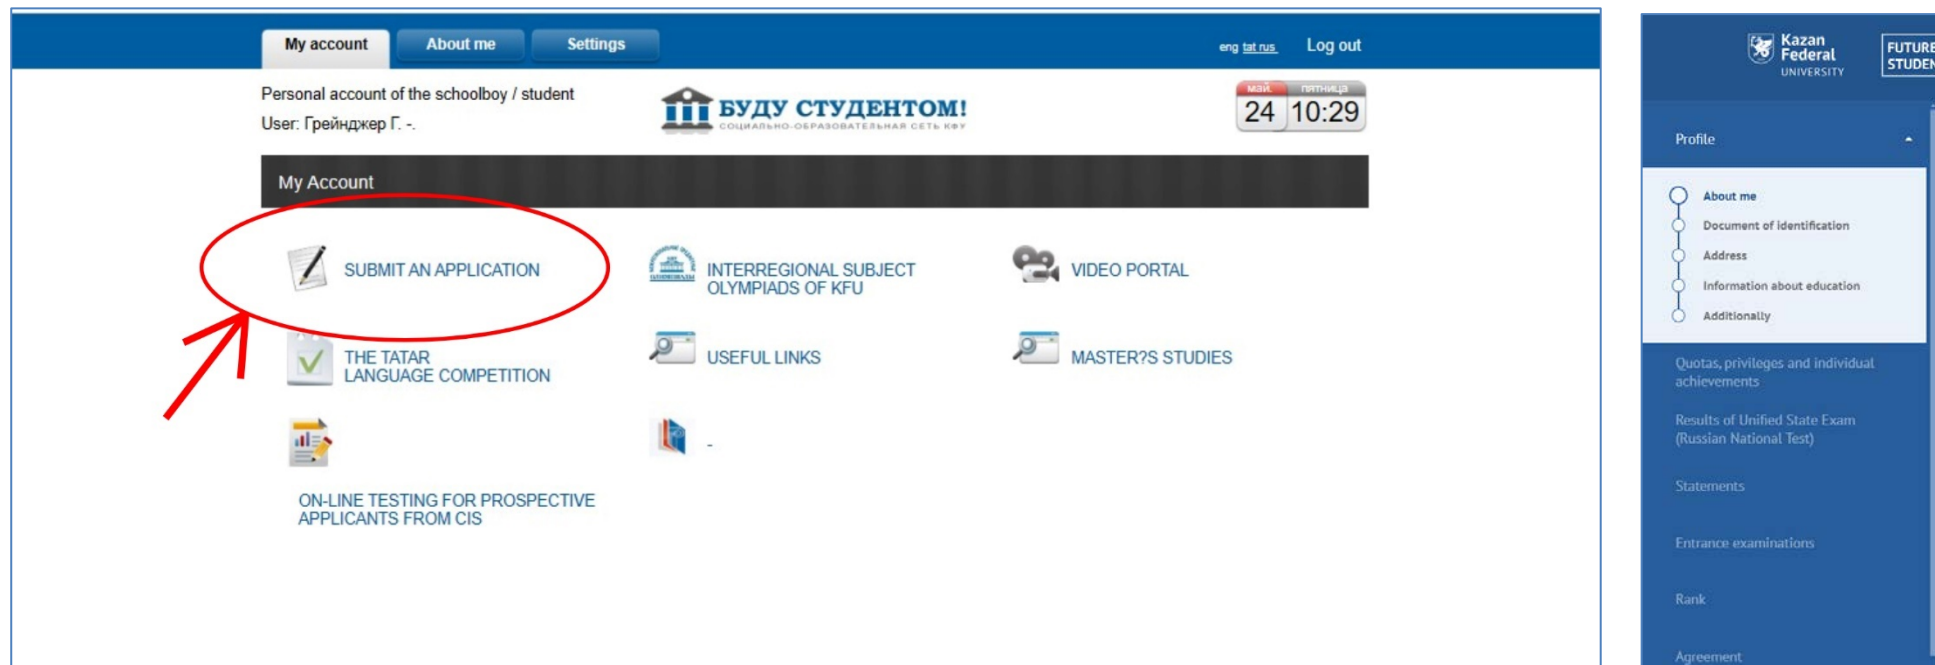 My account
About me
Settings
eng tat rus
Log out
Personal account of the schoolboy / student
User: Грейнджер Г. -.
БУДУ СТУДЕНТОМ!
СОЦИАЛЬНО-ОБРАЗОВАТЕЛЬНАЯ СЕТЬ КФУ
май. пятница
24 10:29
My Account
SUBMIT AN APPLICATION
INTERREGIONAL SUBJECT
OLYMPIADS OF KFU
VIDEO PORTAL
THE TATAR
LANGUAGE COMPETITION
USEFUL LINKS
MASTER?S STUDIES
-
ON-LINE TESTING FOR PROSPECTIVE
APPLICANTS FROM CIS
Kazan
Federal
UNIVERSITY
FUTURE
STUDEN
Profile
About me
Document of identification
Address
Information about education
Additionally
Quotas, privileges and individual
achievements
Results of Unified State Exam
(Russian National Test)
Statements
Entrance examinations
Rank
Agreement